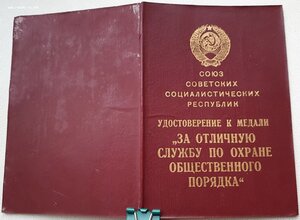 СОЮЗ
СОВЕТСКИХ
СОЦИАЛИСТИЧЕСКИХ
РЕСПУБЛИК
УДОСТОВЕРЕНИЕ К МЕДАЛИ
„ЗА ОТЛИЧНУЮ
СЛУЖБУ ПО ОХРАНЕ
ОБЩЕСТВЕННОГО
ПОРЯДКА“